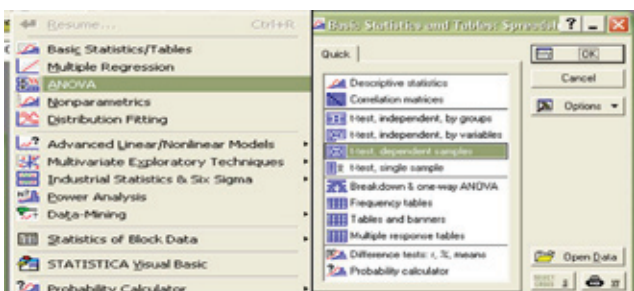 Resume... Ctrl+R
Basic Statistics/Tables
Multiple Regression
ANOVA
Nonparametrics
Distribution Fitting
Advanced Linear/Nonlinear Models
Multivariate Exploratory Techniques
Industrial Statistics & Six Sigma
Power Analysis
Data-Mining
Statistics of Block Data
STATISTICA Visual Basic
Probability Calculator
Basic Statistics and Tables: Spreadsh
Quick
OK
Cancel
Options
Descriptive statistics
Correlation matrices
t-test, independent, by groups
t-test, independent, by variables
t-test, dependent samples
t-test, single sample
Breakdown & one-way ANOVA
Frequency tables
Tables and banners
Multiple response tables
Difference tests: r, %, means
Probability calculator
Open Data